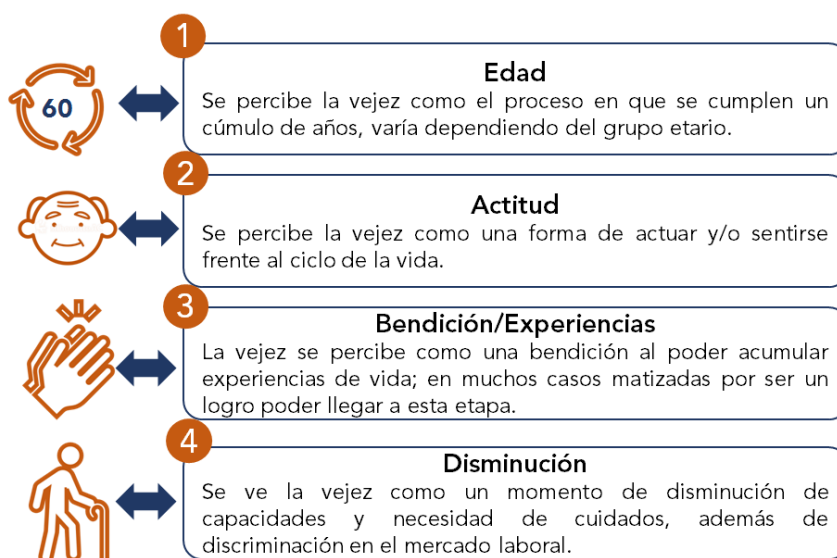 1
Edad
60
Se percibe la vejez como el proceso en que se cumplen un
cúmulo de años, varía dependiendo del grupo etario.
2
Actitud
Se percibe la vejez como una forma de actuar y/o sentirse
frente al ciclo de la vida.
3
Bendición/Experiencias
La vejez se percibe como una bendición al poder acumular
experiencias de vida; en muchos casos matizadas por ser un
logro poder llegar a esta etapa.
4
Disminución
Se ve la vejez como un momento de disminución de
capacidades y necesidad de cuidados, además de
discriminación en el mercado laboral.